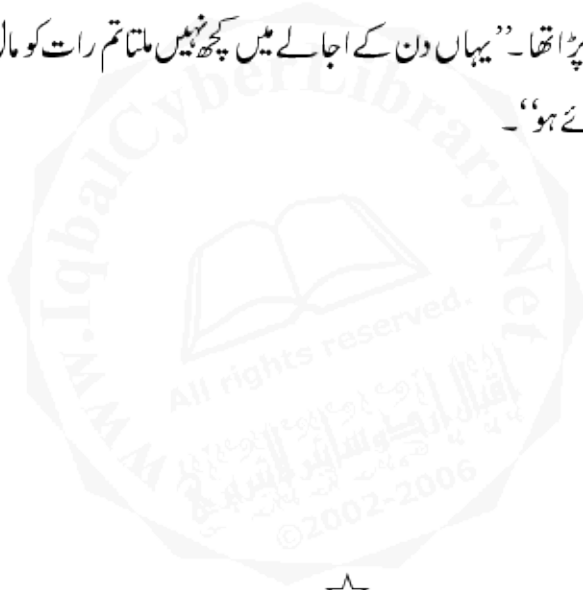 پڑا تھا۔ ’’یہاں دن کے اجالے میں کچھ نہیں ملتا تم رات کو مال
ئے ہو‘‘۔
WWW.IqbalCyberLibrary.Net
All rights reserved.
©2002-2006